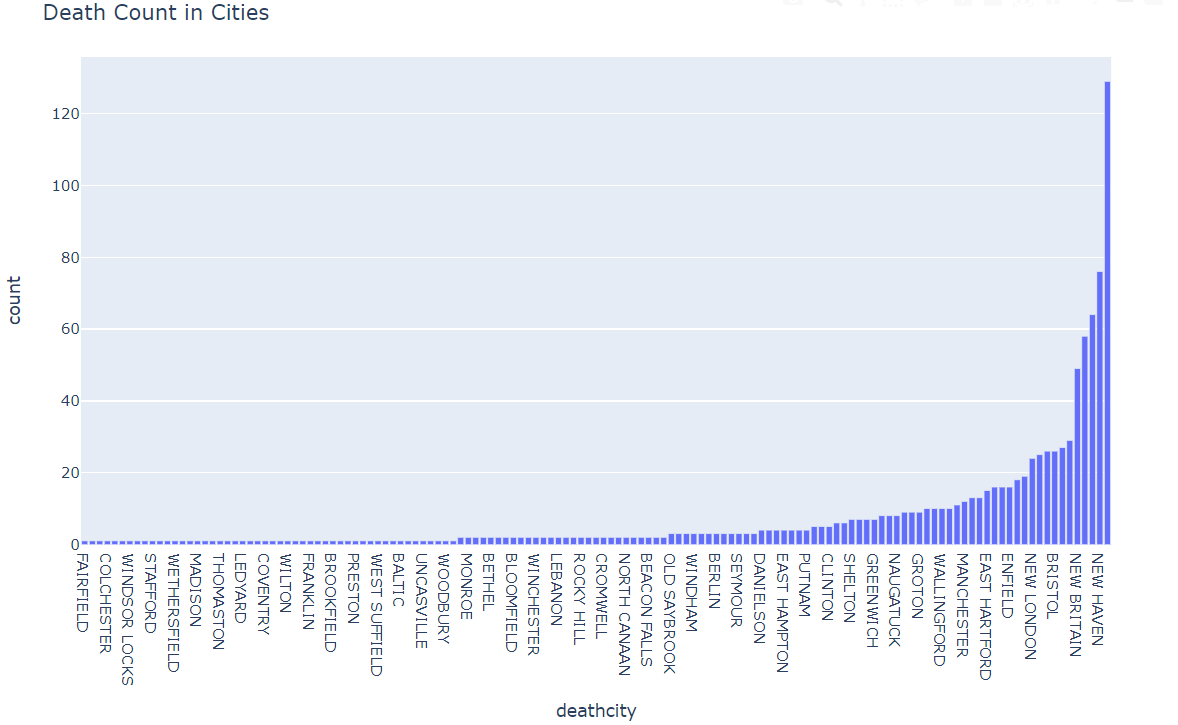 Death Count in Cities
count
120
100
80
60
40
20
0
FAIRFIELD
COLCHESTER
WINDSOR LOCKS
STAFFORD
WETHERSFIELD
MADISON
THOMASTON
LEDYARD
COVENTRY
WILTON
FRANKLIN
BROOKFIELD
PRESTON
WEST SUFFIELD
BALTIC
UNCASVILLE
WOODBURY
MONROE
BETHEL
BLOOMFIELD
WINCHESTER
LEBANON
ROCKY HILL
CROMWELL
NORTH CANAAN
BEACON FALLS
OLD SAYBROOK
WINDHAM
BERLIN
SEYMOUR
DANIELSON
EAST HAMPTON
PUTNAM
CLINTON
SHELTON
GREENWICH
NAUGATUCK
GROTON
WALLINGFORD
MANCHESTER
EAST HARTFORD
ENFIELD
NEW LONDON
BRISTOL
NEW BRITAIN
NEW HAVEN
deathcity